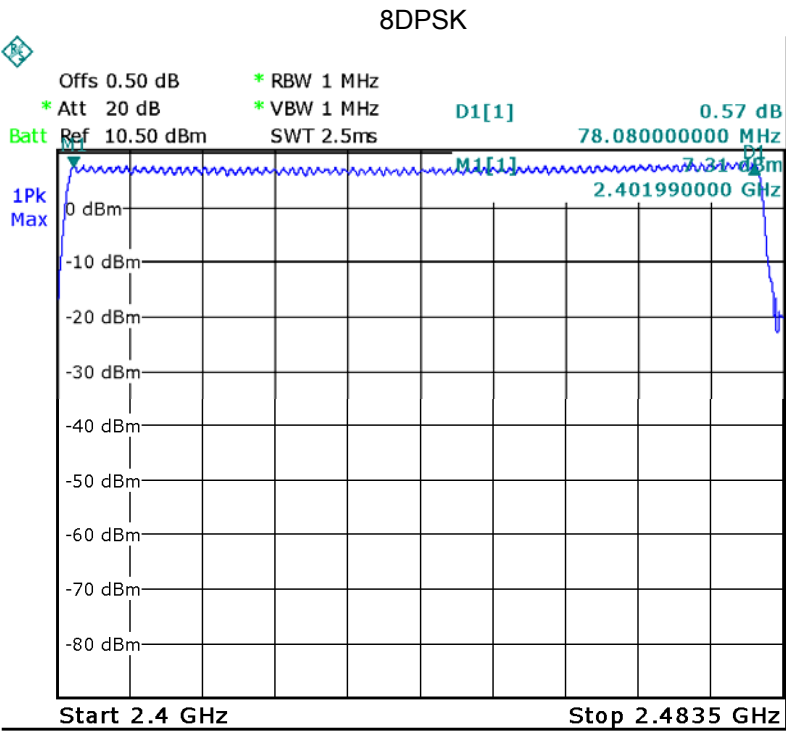 8DPSK
Offs 0.50 dB * RBW 1 MHz
* Att 20 dB * VBW 1 MHz D1[1] 0.57 dB
Batt Ref 10.50 dBm SWT 2.5ms 78.080000000 MHz
M1 D1
M1[1] 7.31 dBm
1Pk 2.401990000 GHz
Max
0 dBm
-10 dBm
-20 dBm
-30 dBm
-40 dBm
-50 dBm
-60 dBm
-70 dBm
-80 dBm
Start 2.4 GHz Stop 2.4835 GHz